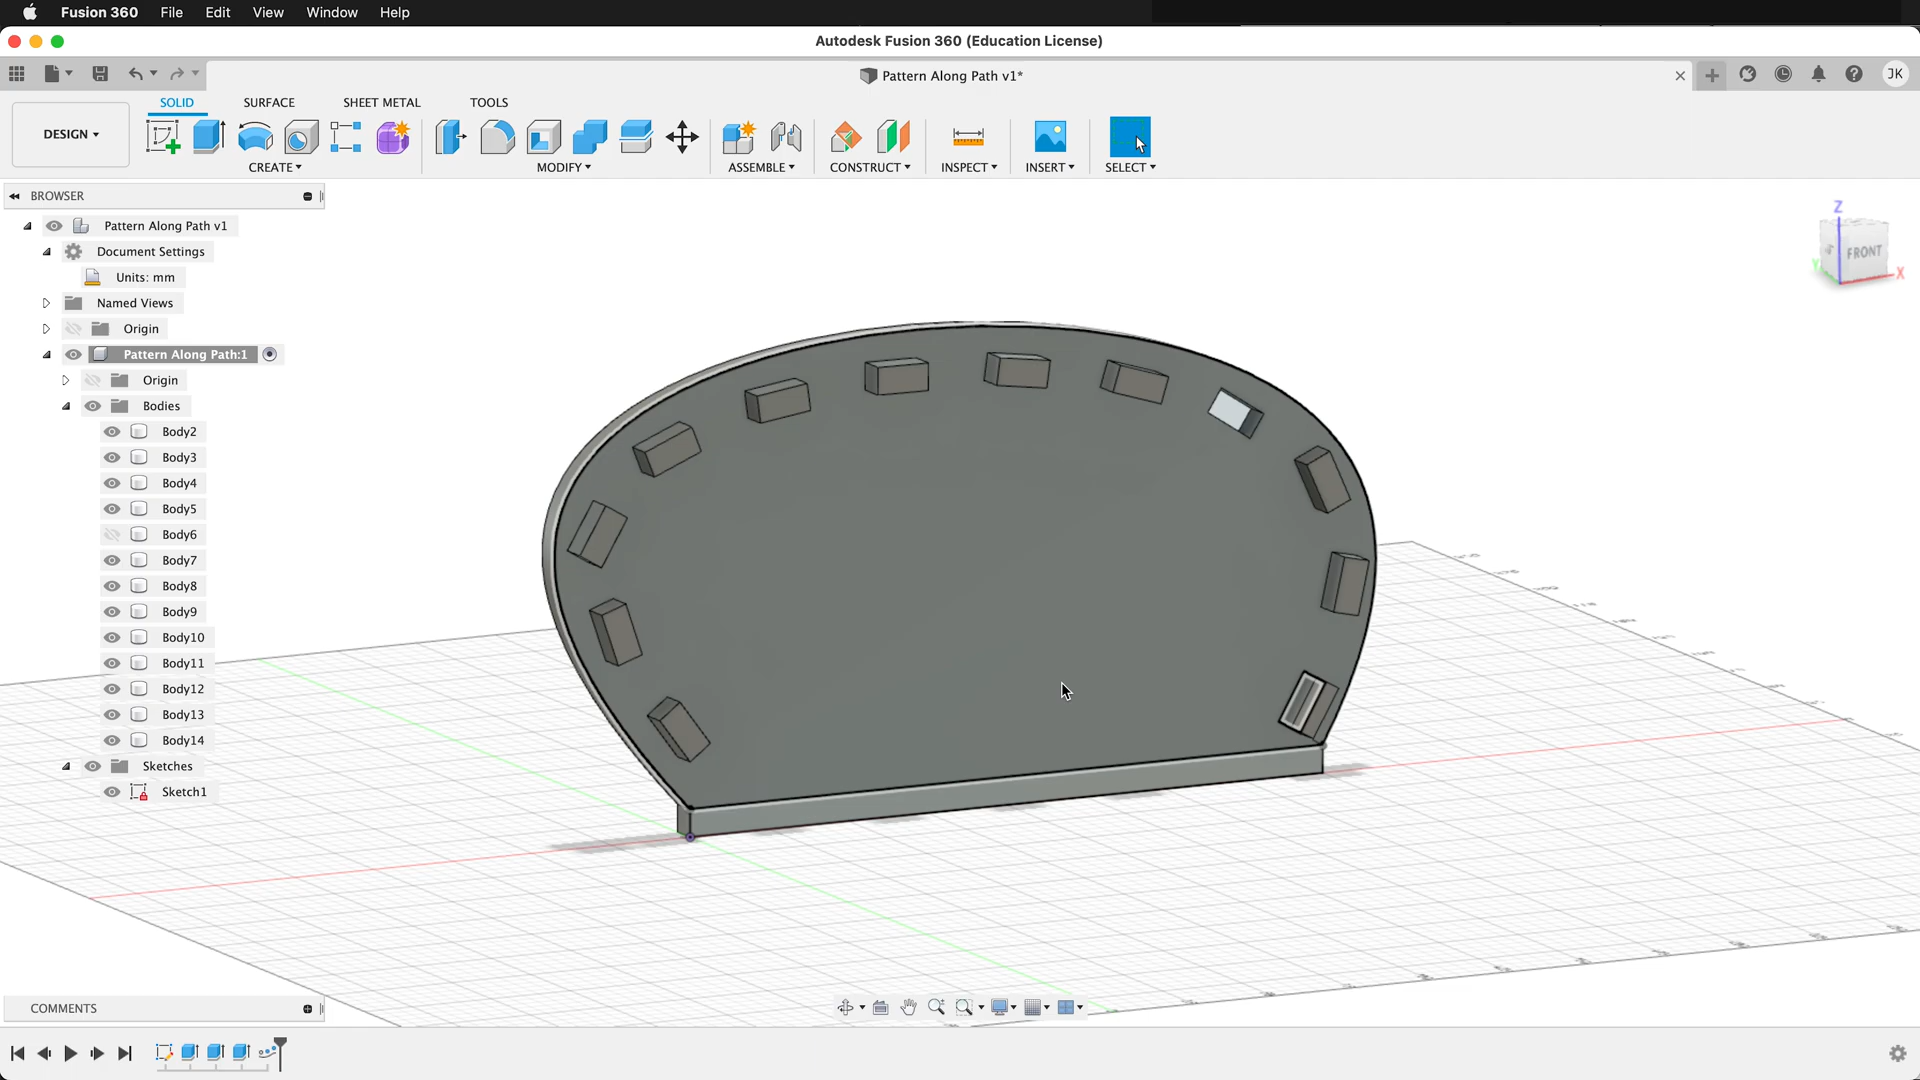 Fusion 360 File Edit View Window Help
Autodesk Fusion 360 (Education License)
Pattern Along Path v1*
JK
SOLID SURFACE SHEET METAL TOOLS
DESIGN
CREATE MODIFY ASSEMBLE CONSTRUCT INSPECT INSERT SELECT
BROWSER
Pattern Along Path v1
Document Settings
Units: mm
Named Views
Origin
Pattern Along Path:1
Origin
Bodies
Body2
Body3
Body4
Body5
Body6
Body7
Body8
Body9
Body10
Body11
Body12
Body13
Body14
Sketches
Sketch1
Z
FRONT
Y
X
COMMENTS